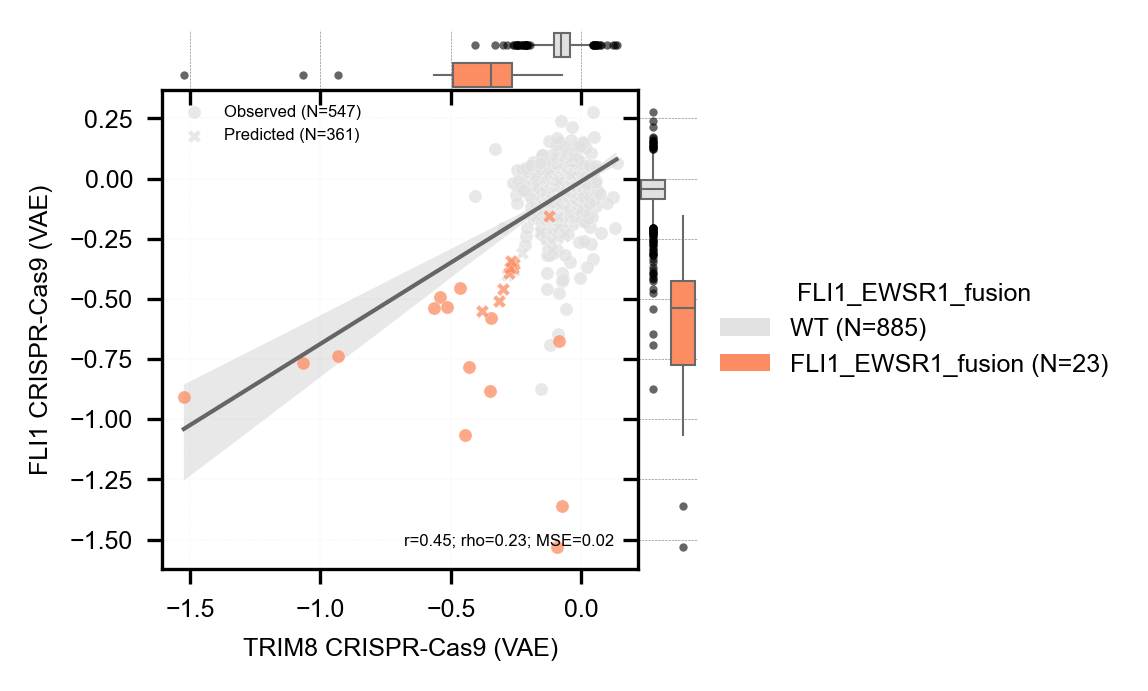 Observed (N=547)
Predicted (N=361)
0.25
0.00
−0.25
−0.50
−0.75
−1.00
−1.25
−1.50
FLI1 CRISPR-Cas9 (VAE)
r=0.45; rho=0.23; MSE=0.02
−1.5
−1.0
−0.5
0.0
TRIM8 CRISPR-Cas9 (VAE)
FLI1_EWSR1_fusion
WT (N=885)
FLI1_EWSR1_fusion (N=23)